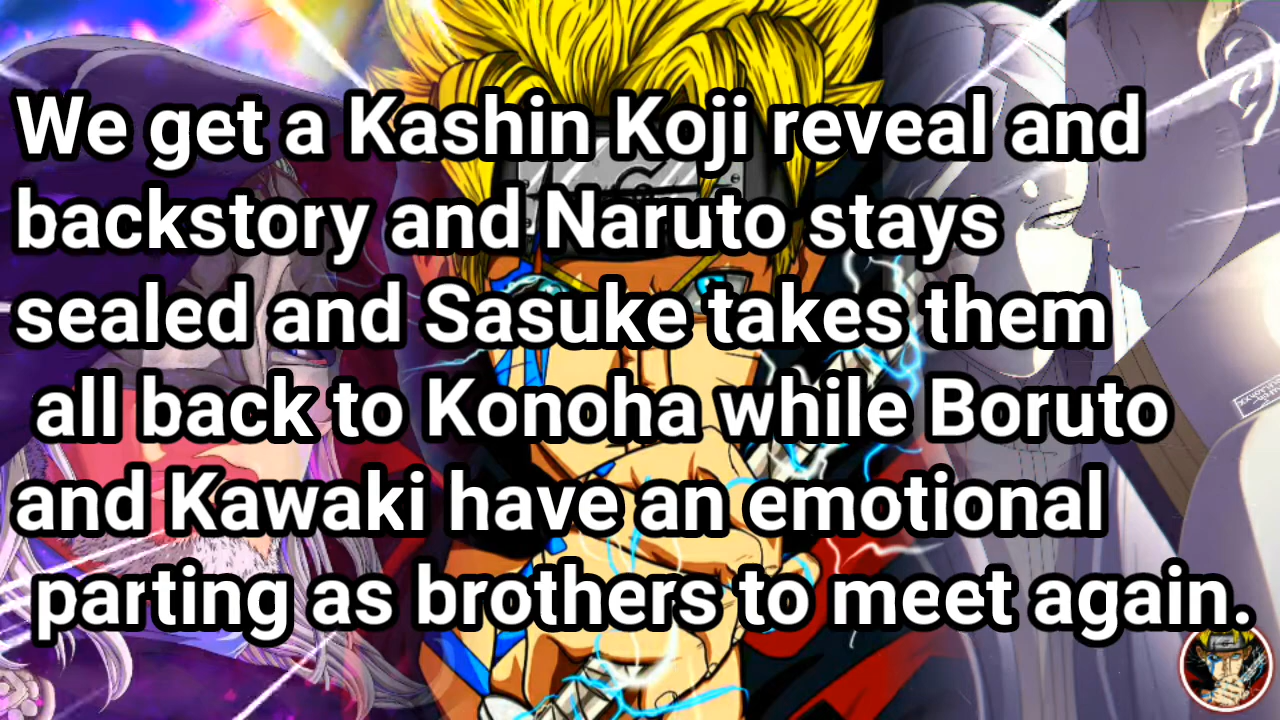 We get a Kashin Koji reveal and
backstory and Naruto stays
sealed and Sasuke takes them
all back to Konoha while Boruto
and Kawaki have an emotional
parting as brothers to meet again.